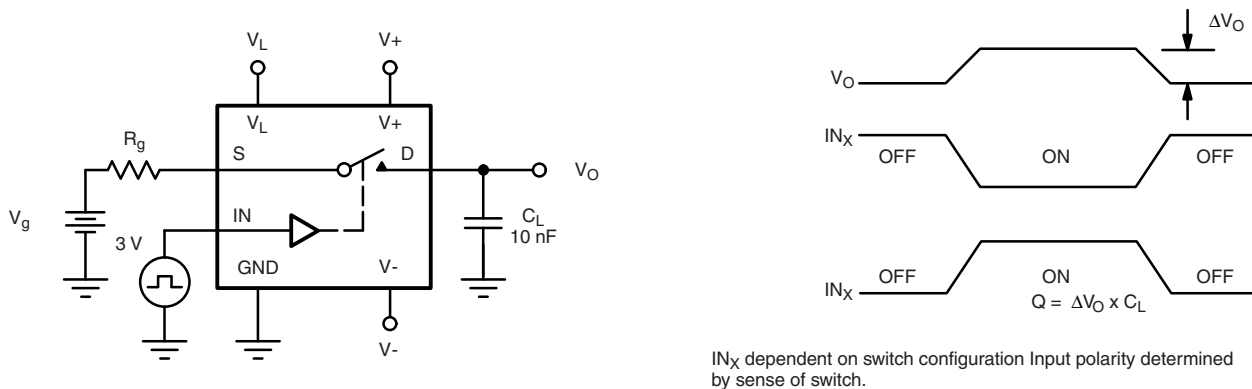 V_L V+
V_L V+
R_g
S D
V_O
V_g
IN
3 V
C_L
10 nF
GND V-
V-
ΔV_O
V_O
IN_X
OFF ON OFF
IN_X
OFF ON OFF
Q = ΔV_O x C_L
IN_X dependent on switch configuration Input polarity determined
by sense of switch.